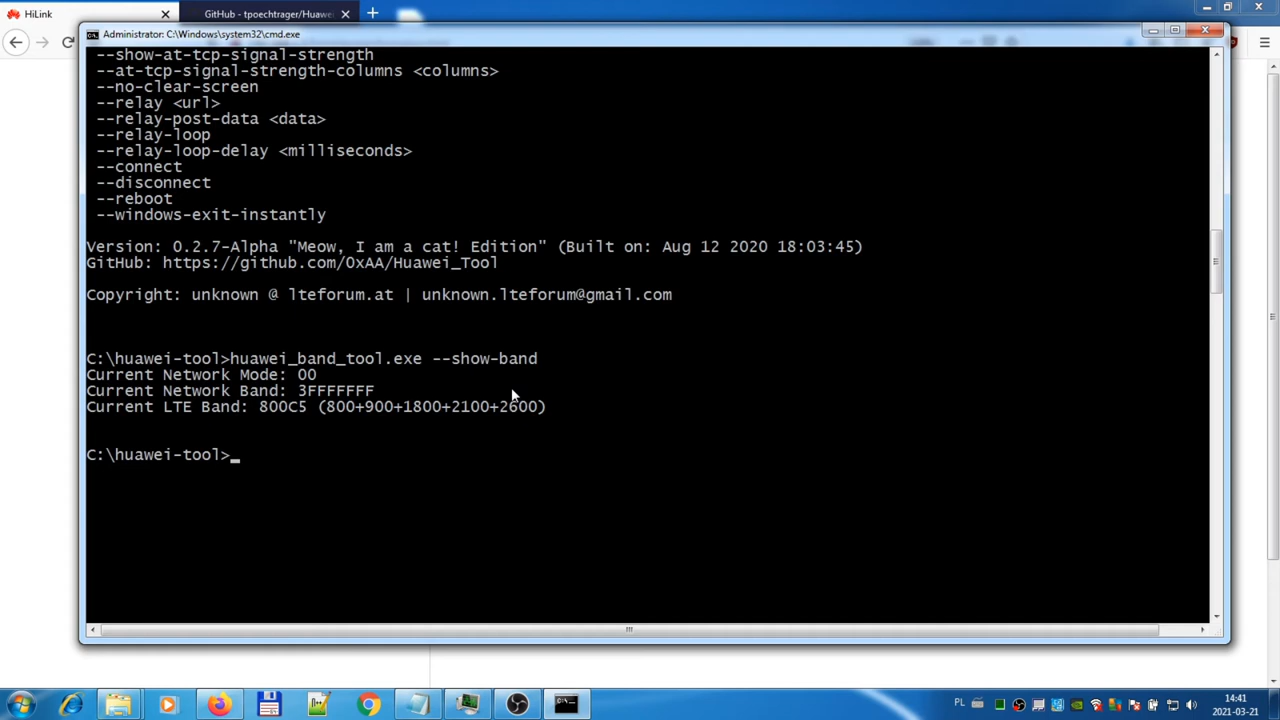 HiLink
GitHub - tpoechtrager/Huawei
Administrator: C:\Windows\system32\cmd.exe
--show-at-tcp-signal-strength
--at-tcp-signal-strength-columns <columns>
--no-clear-screen
--relay <url>
--relay-post-data <data>
--relay-loop
--relay-loop-delay <milliseconds>
--connect
--disconnect
--reboot
--windows-exit-instantly
Version: 0.2.7-Alpha "Meow, I am a cat! Edition" (Built on: Aug 12 2020 18:03:45)
GitHub: https://github.com/0xAA/Huawei_Tool
Copyright: unknown @ lteforum.at | unknown.lteforum@gmail.com
C:\huawei-tool>huawei_band_tool.exe --show-band
Current Network Mode: 00
Current Network Band: 3FFFFFFF
Current LTE Band: 800C5 (800+900+1800+2100+2600)
C:\huawei-tool>_
PL
14:41
2021-03-21